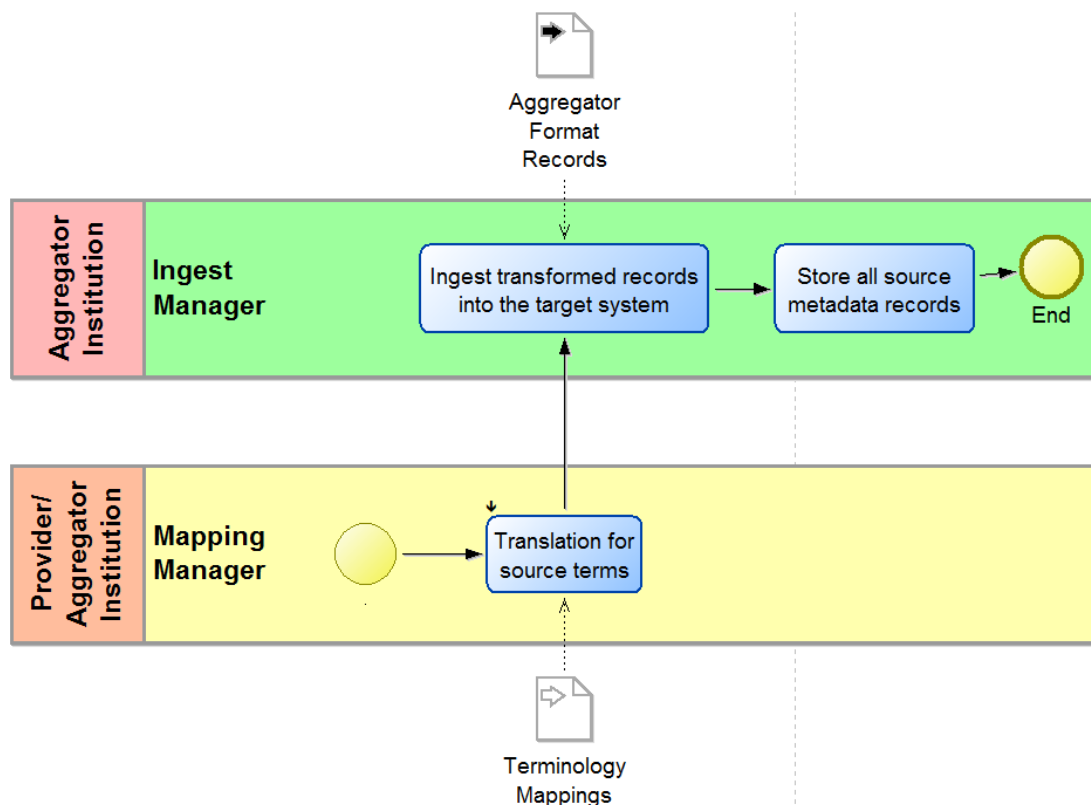 Aggregator
Format
Records
Aggregator
Institution
Ingest
Manager
Ingest transformed records
into the target system
Store all source
metadata records
End
Provider/
Aggregator
Institution
Mapping
Manager
Translation for
source terms
Terminology
Mappings